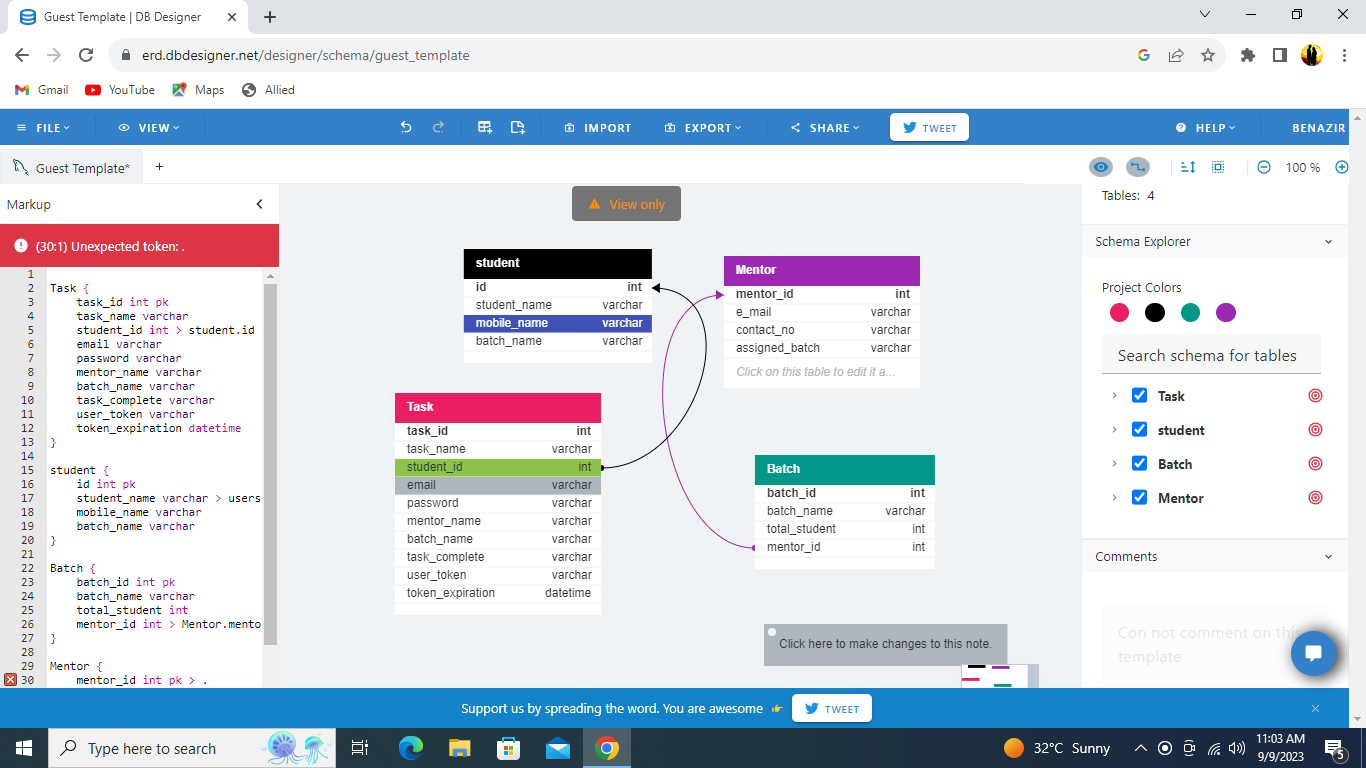 Guest Template | DB Designer
erd.dbdesigner.net/designer/schema/guest_template
Gmail
YouTube
Maps
Allied
FILE
VIEW
IMPORT
EXPORT
SHARE
TWEET
HELP
BENAZIR
Guest Template*
100 %
Markup
(30:1) Unexpected token: .
1
2 Task {
3 task_id int pk
4 task_name varchar
5 student_id int > student.id
6 email varchar
7 password varchar
8 mentor_name varchar
9 batch_name varchar
10 task_complete varchar
11 user_token varchar
12 token_expiration datetime
13 }
14
15 student {
16 id int pk
17 student_name varchar > users
18 mobile_name varchar
19 batch_name varchar
20 }
21
22 Batch {
23 batch_id int pk
24 batch_name varchar
25 total_student int
26 mentor_id int > Mentor.mento
27 }
28
29 Mentor {
30 mentor_id int pk > .
View only
student
id int
student_name varchar
mobile_name varchar
batch_name varchar
Mentor
mentor_id int
e_mail varchar
contact_no varchar
assigned_batch varchar
Click on this table to edit it a...
Task
task_id int
task_name varchar
student_id int
email varchar
password varchar
mentor_name varchar
batch_name varchar
task_complete varchar
user_token varchar
token_expiration datetime
Batch
batch_id int
batch_name varchar
total_student int
mentor_id int
Click here to make changes to this note.
Tables: 4
Schema Explorer
Project Colors
Search schema for tables
Task
student
Batch
Mentor
Comments
Con not comment on this
template
Support us by spreading the word. You are awesome
TWEET
Type here to search
32°C Sunny
11:03 AM
9/9/2023
5